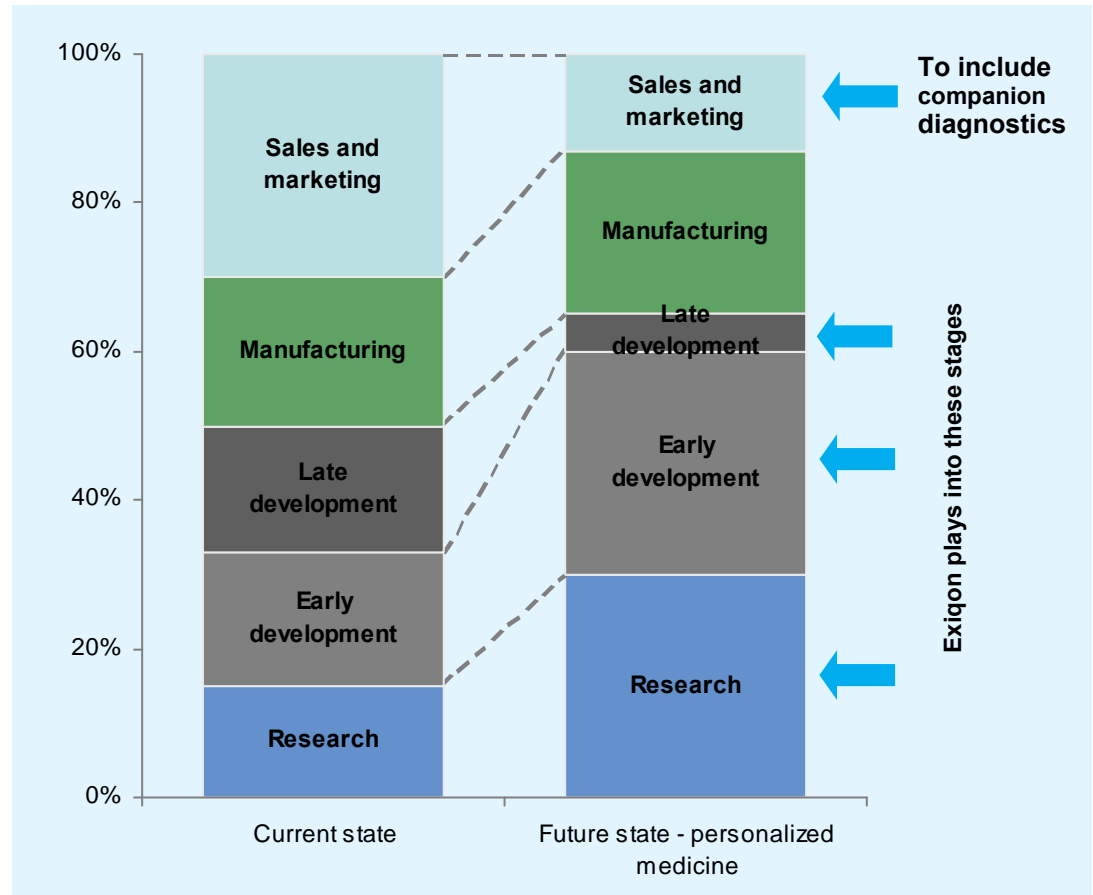 100%
80%
60%
40%
20%
0%
Sales and
marketing
Manufacturing
Late
development
Early
development
Research
Sales and
marketing
Manufacturing
Late
development
Early
development
Research
Current state
Future state - personalized
medicine
To include
companion
diagnostics
Exiqon plays into these stages